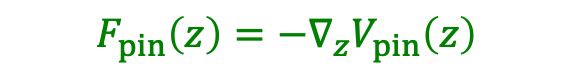 F_pin(z) = −∇_z V_pin(z)